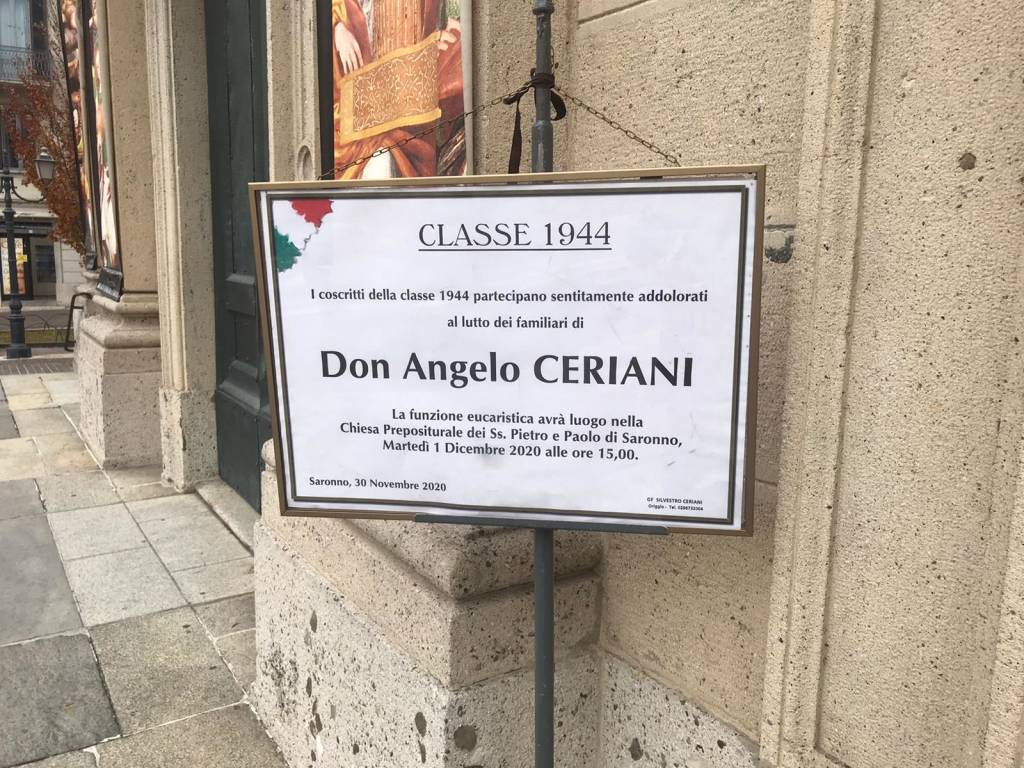 CLASSE 1944
I coscritti della classe 1944 partecipano sentitamente addolorati
al lutto dei familiari di
Don Angelo CERIANI
La funzione eucaristica avrà luogo nella
Chiesa Prepositurale dei Ss. Pietro e Paolo di Saronno,
Martedì 1 Dicembre 2020 alle ore 15,00.
Saronno, 30 Novembre 2020
OF SILVESTRO CERIANI
Origgio - Tel.